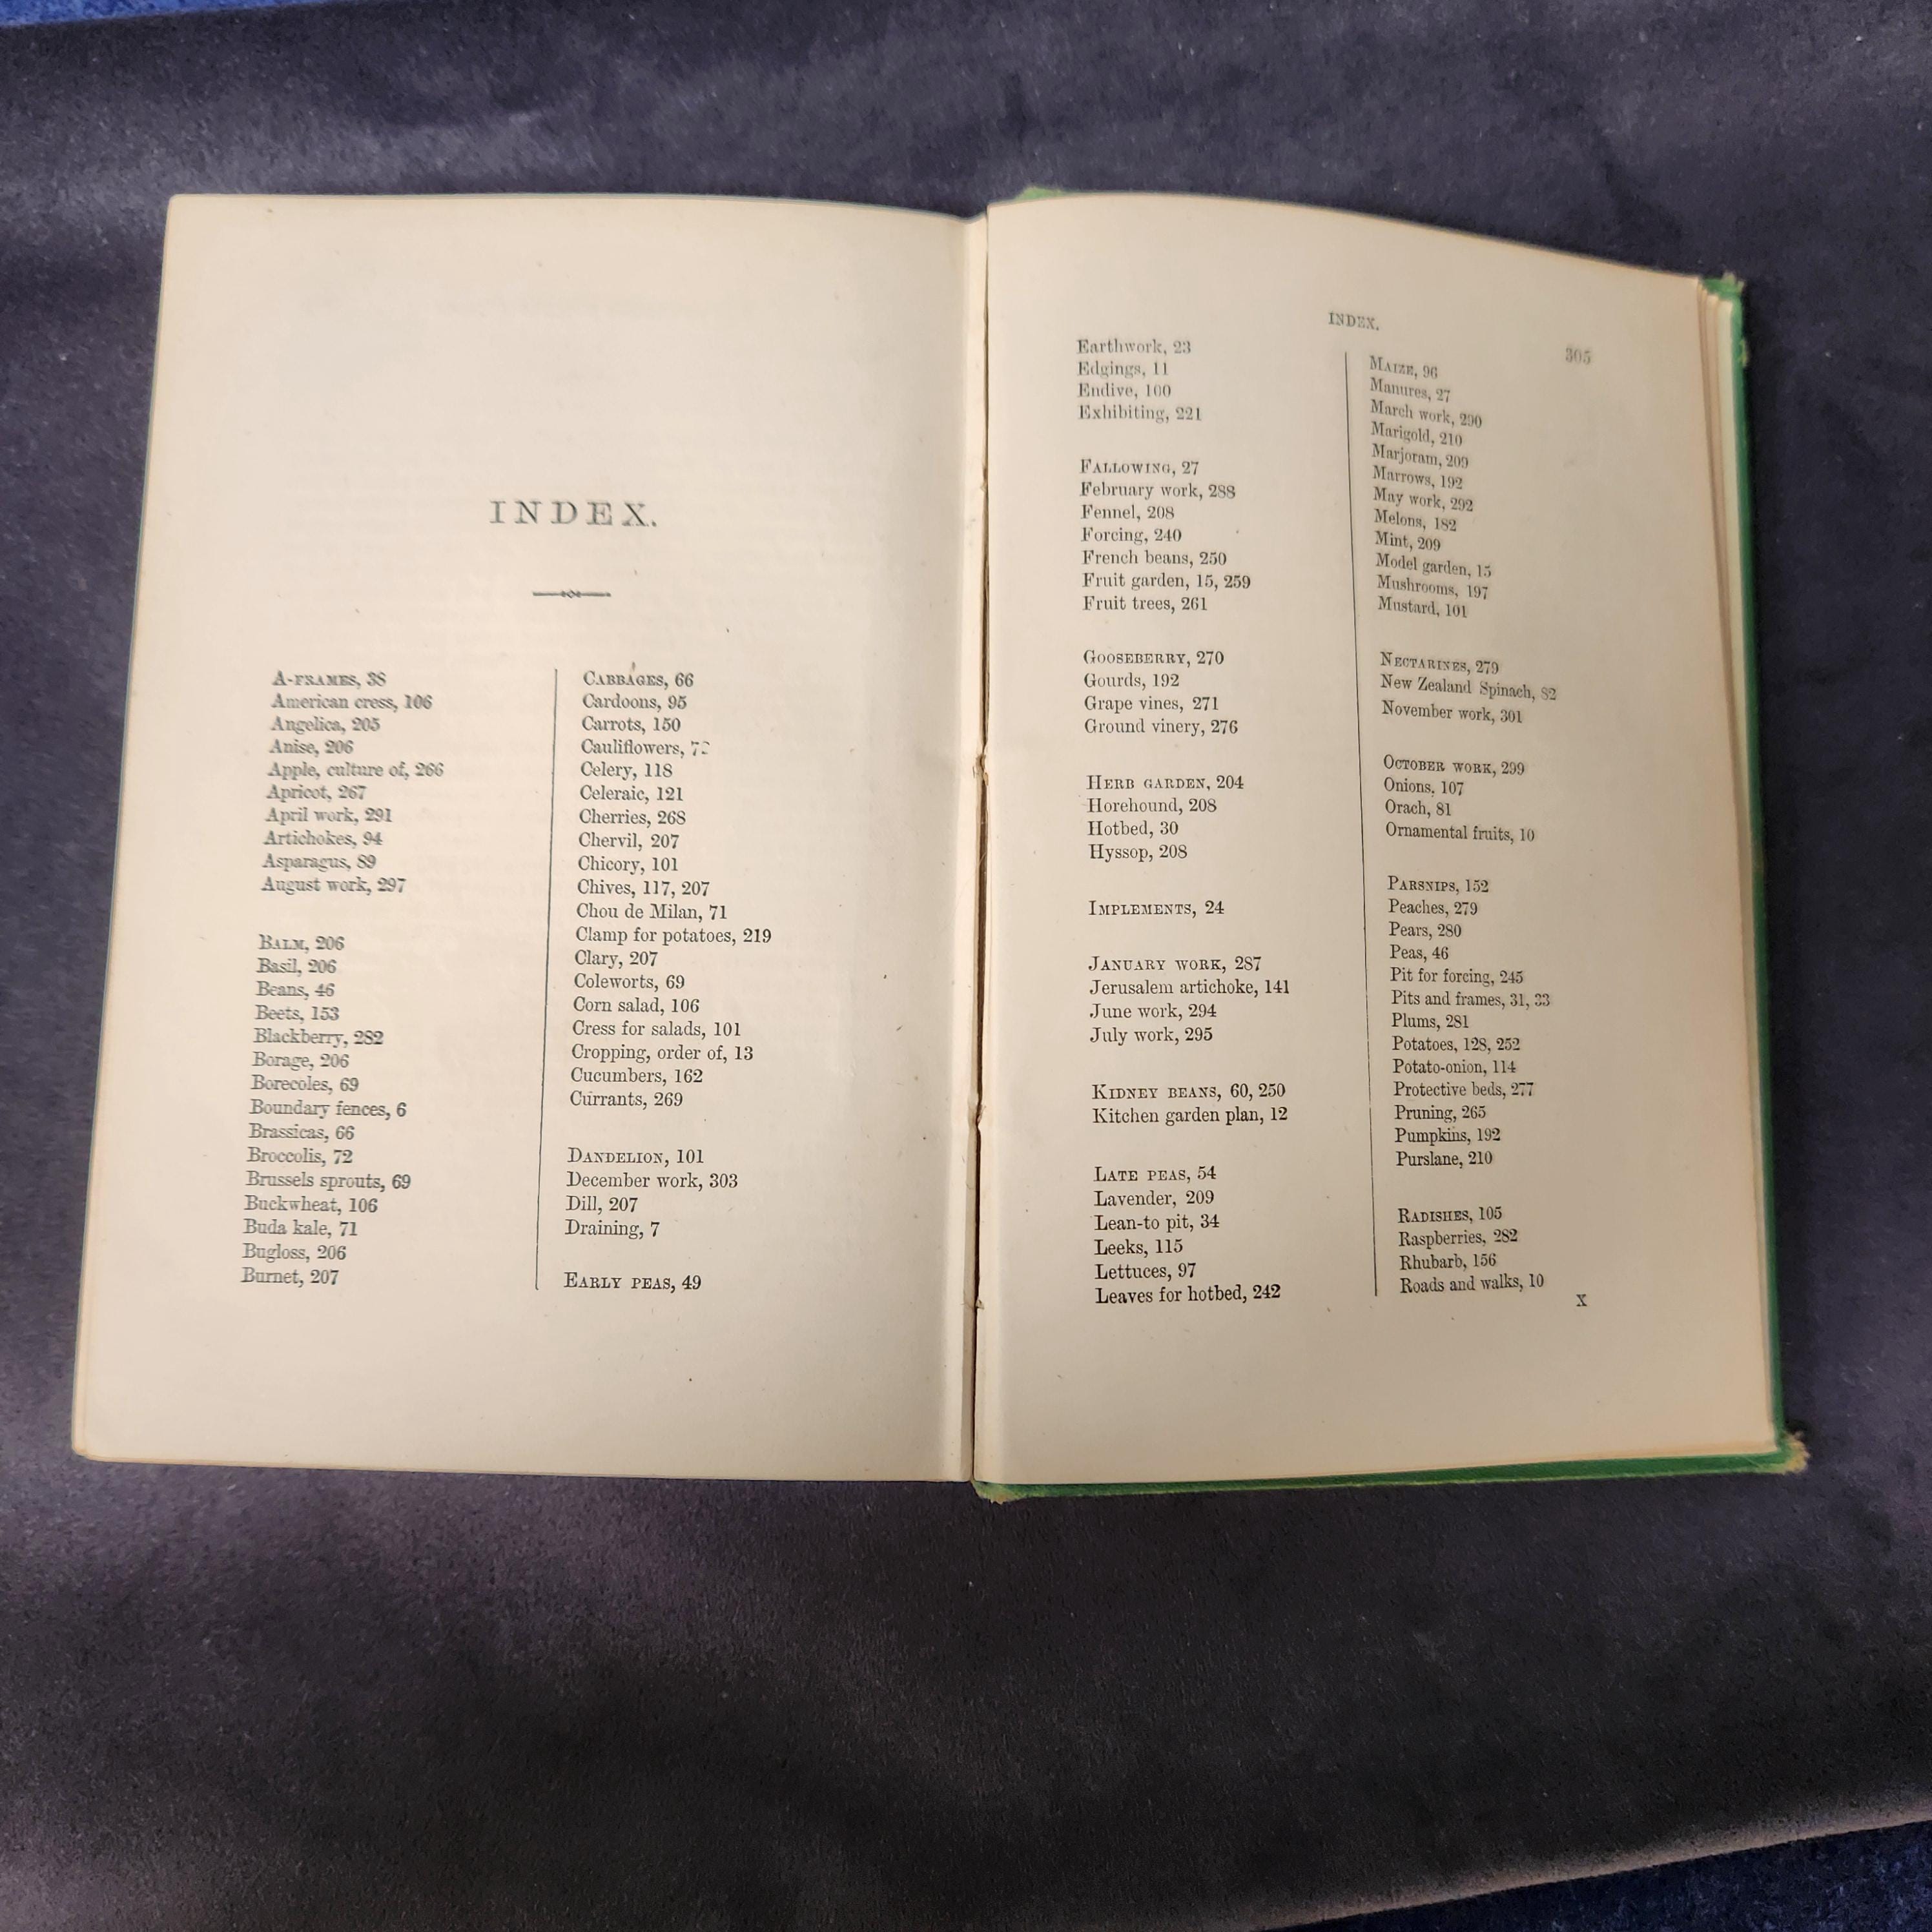 INDEX.
A-FRAMES, 38
American cress, 106
Angelica, 205
Anise, 206
Apple, culture of, 266
Apricot, 267
April work, 291
Artichokes, 94
Asparagus, 89
August work, 297
BALM, 206
Basil, 206
Beans, 46
Beets, 153
Blackberry, 282
Borage, 206
Borecoles, 69
Boundary fences, 6
Brassicas, 66
Broccolis, 72
Brussels sprouts, 69
Buckwheat, 106
Buda kale, 71
Bugloss, 206
Burnet, 207
CABBAGES, 66
Cardoons, 95
Carrots, 150
Cauliflowers,
Celery, 118
Celeraic, 121
Cherries, 268
Chervil, 207
Chicory, 101
Chives, 117, 207
Chou de Milan, 71
Clamp for potatoes, 219
Clary, 207
Coleworts, 69
Corn salad, 106
Cress for salads, 101
Cropping, order of, 13
Cucumbers, 162
Currants, 269
DANDELION, 101
December work, 303
Dill, 207
Draining, 7
EARLY PEAS, 49
INDEX.
305
Earthwork, 23
Edgings, 11
Endive, 100
Exhibiting, 221
FALLOWING, 27
February work, 288
Fennel, 208
Forcing, 240
French beans, 250
Fruit garden, 15, 259
Fruit trees, 261
GOOSEBERRY, 270
Gourds, 192
Grape vines, 271
Ground vinery, 276
HERB GARDEN, 204
Horehound, 208
Hotbed, 30
Hyssop, 208
IMPLEMENTS, 24
JANUARY WORK, 287
Jerusalem artichoke, 141
June work, 294
July work, 295
KIDNEY BEANS, 60, 250
Kitchen garden plan, 12
LATE PEAS, 54
Lavender, 209
Lean-to pit, 34
Leeks, 115
Lettuces, 97
Leaves for hotbed, 242
MAIZE, 96
Manures, 27
March work, 290
Marigold, 210
Marjoram, 209
Marrows, 192
May work, 292
Melons, 182
Mint, 209
Model garden, 15
Mushrooms, 197
Mustard, 101
NECTARINES, 279
New Zealand Spinach, 82
November work, 301
OCTOBER WORK, 299
Onions, 107
Orach, 81
Ornamental fruits, 10
PARSNIPS, 152
Peaches, 279
Pears, 280
Peas, 46
Pit for forcing, 245
Pits and frames, 31, 33
Plums, 281
Potatoes, 128, 252
Potato-onion, 114
Protective beds, 277
Pruning, 265
Pumpkins, 192
Purslane, 210
RADISHES, 105
Raspberries, 282
Rhubarb, 156
Roads and walks, 10
X